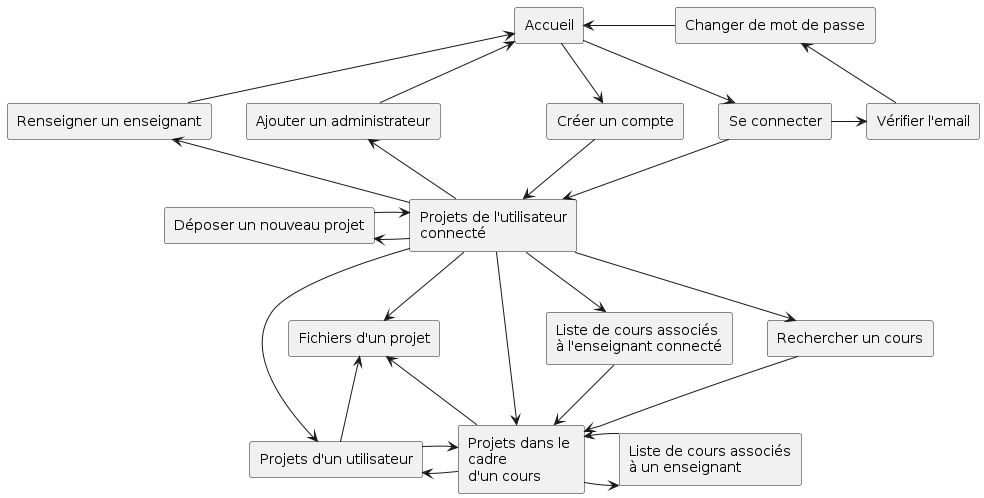 Accueil
Changer de mot de passe
Renseigner un enseignant
Ajouter un administrateur
Créer un compte
Se connecter
Vérifier l'email
Projets de l'utilisateur
connecté
Déposer un nouveau projet
Fichiers d'un projet
Liste de cours associés
à l'enseignant connecté
Rechercher un cours
Projets d'un utilisateur
Projets dans le
cadre
d'un cours
Liste de cours associés
à un enseignant